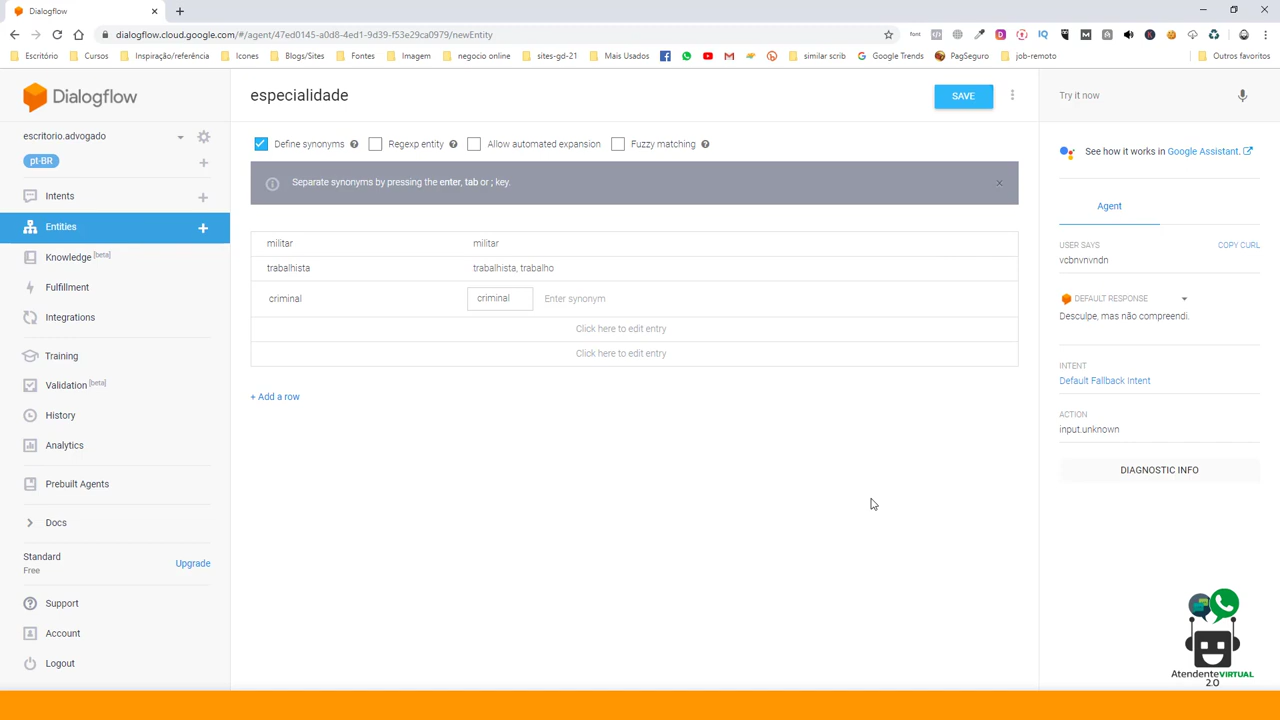 Dialogflow
dialogflow.cloud.google.com/#/agent/47ed0145-a0d8-4ed1-9d39-f53e29ca0979/newEntity
Escritório
Cursos
Inspiração/referência
Icones
Blogs/Sites
Fontes
Imagem
negocio online
sites-gd-21
Mais Usados
similar scrib
Google Trends
PagSeguro
job-remoto
Outros favoritos
Dialogflow
especialidade
SAVE
Try it now
escritorio.advogado
pt-BR
Define synonyms
Regexp entity
Allow automated expansion
Fuzzy matching
See how it works in Google Assistant.
Separate synonyms by pressing the enter, tab or ; key.
Intents
Entities
Knowledge [beta]
Fulfillment
Integrations
Training
Validation [beta]
History
Analytics
Prebuilt Agents
Docs
Standard
Free
Upgrade
Support
Account
Logout
militar militar
trabalhista trabalhista, trabalho
criminal criminal Enter synonym
Click here to edit entry
Click here to edit entry
+ Add a row
Agent
USER SAYS COPY CURL
vcbnvnvndn
DEFAULT RESPONSE
Desculpe, mas não compreendi.
INTENT
Default Fallback Intent
ACTION
input.unknown
DIAGNOSTIC INFO
AtendenteVIRTUAL
2.0